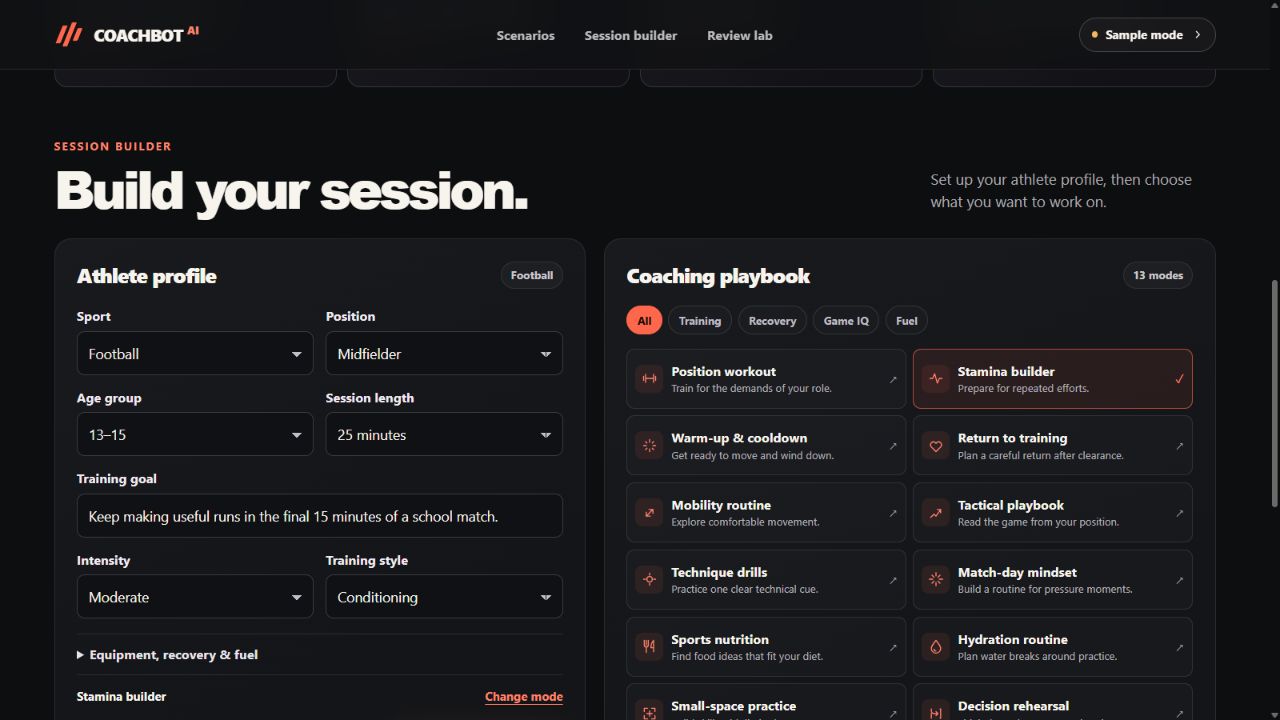 COACHBOT AI
Scenarios
Session builder
Review lab
Sample mode
SESSION BUILDER
Build your session.
Set up your athlete profile, then choose
what you want to work on.
Athlete profile
Football
Sport
Position
Football
Midfielder
Age group
Session length
13–15
25 minutes
Training goal
Keep making useful runs in the final 15 minutes of a school match.
Intensity
Training style
Moderate
Conditioning
Equipment, recovery & fuel
Stamina builder
Change mode
Coaching playbook
13 modes
All
Training
Recovery
Game IQ
Fuel
Position workout
Train for the demands of your role.
Stamina builder
Prepare for repeated efforts.
Warm-up & cooldown
Get ready to move and wind down.
Return to training
Plan a careful return after clearance.
Mobility routine
Explore comfortable movement.
Tactical playbook
Read the game from your position.
Technique drills
Practice one clear technical cue.
Match-day mindset
Build a routine for pressure moments.
Sports nutrition
Find food ideas that fit your diet.
Hydration routine
Plan water breaks around practice.
Small-space practice
Decision rehearsal